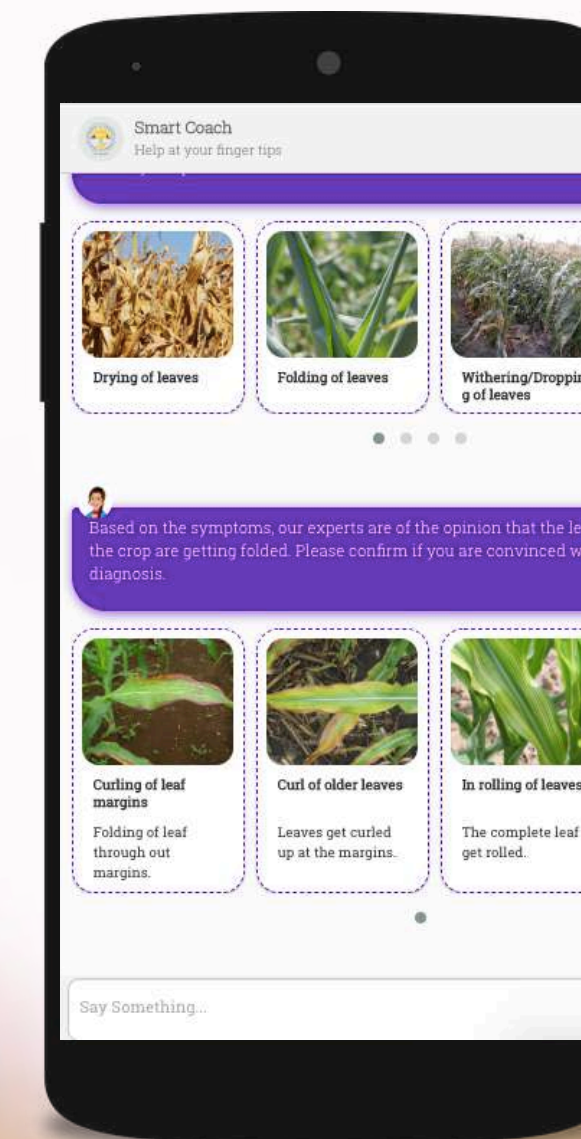 Smart Coach
Help at your finger tips
Drying of leaves
Folding of leaves
Withering/Droppin
g of leaves
Based on the symptoms, our experts are of the opinion that the le
the crop are getting folded. Please confirm if you are convinced w
diagnosis.
Curling of leaf
margins
Folding of leaf
through out
margins.
Curl of older leaves
Leaves get curled
up at the margins.
In rolling of leaves
The complete leaf
get rolled.
Say Something...